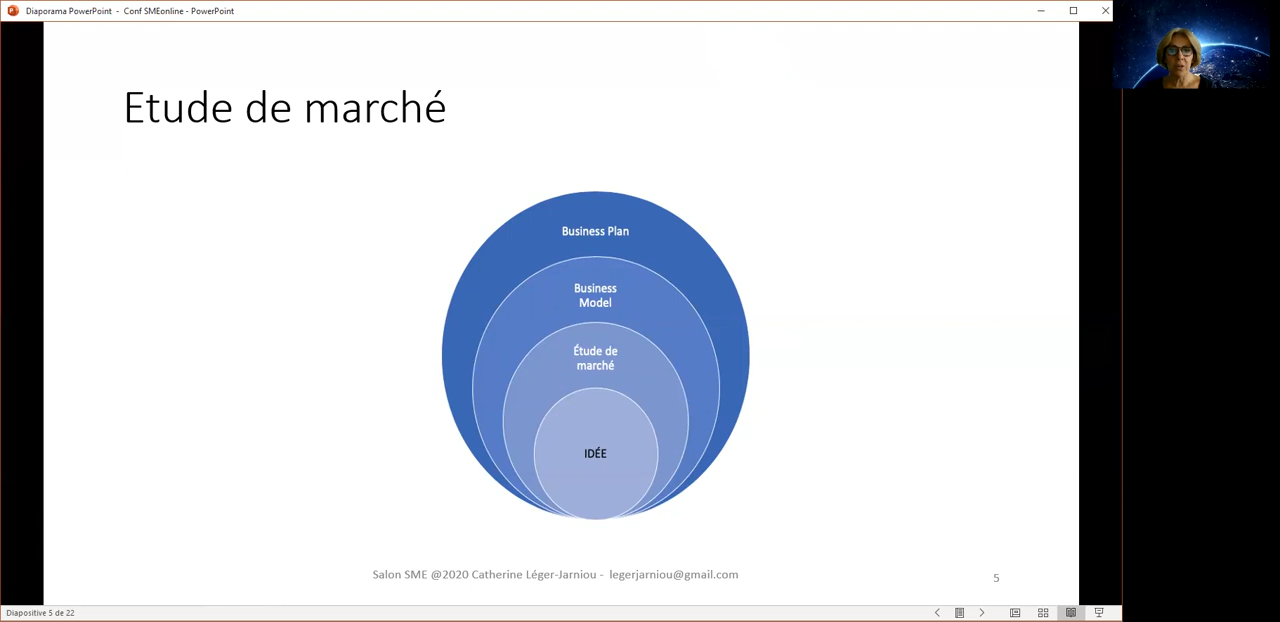 Diaporama PowerPoint - Conf SMEonline - PowerPoint
Etude de marché
Business Plan
Business
Model
Étude de
marché
IDÉE
Salon SME @2020 Catherine Léger-Jarniou - legerjarniou@gmail.com
5
Diapositive 5 de 22